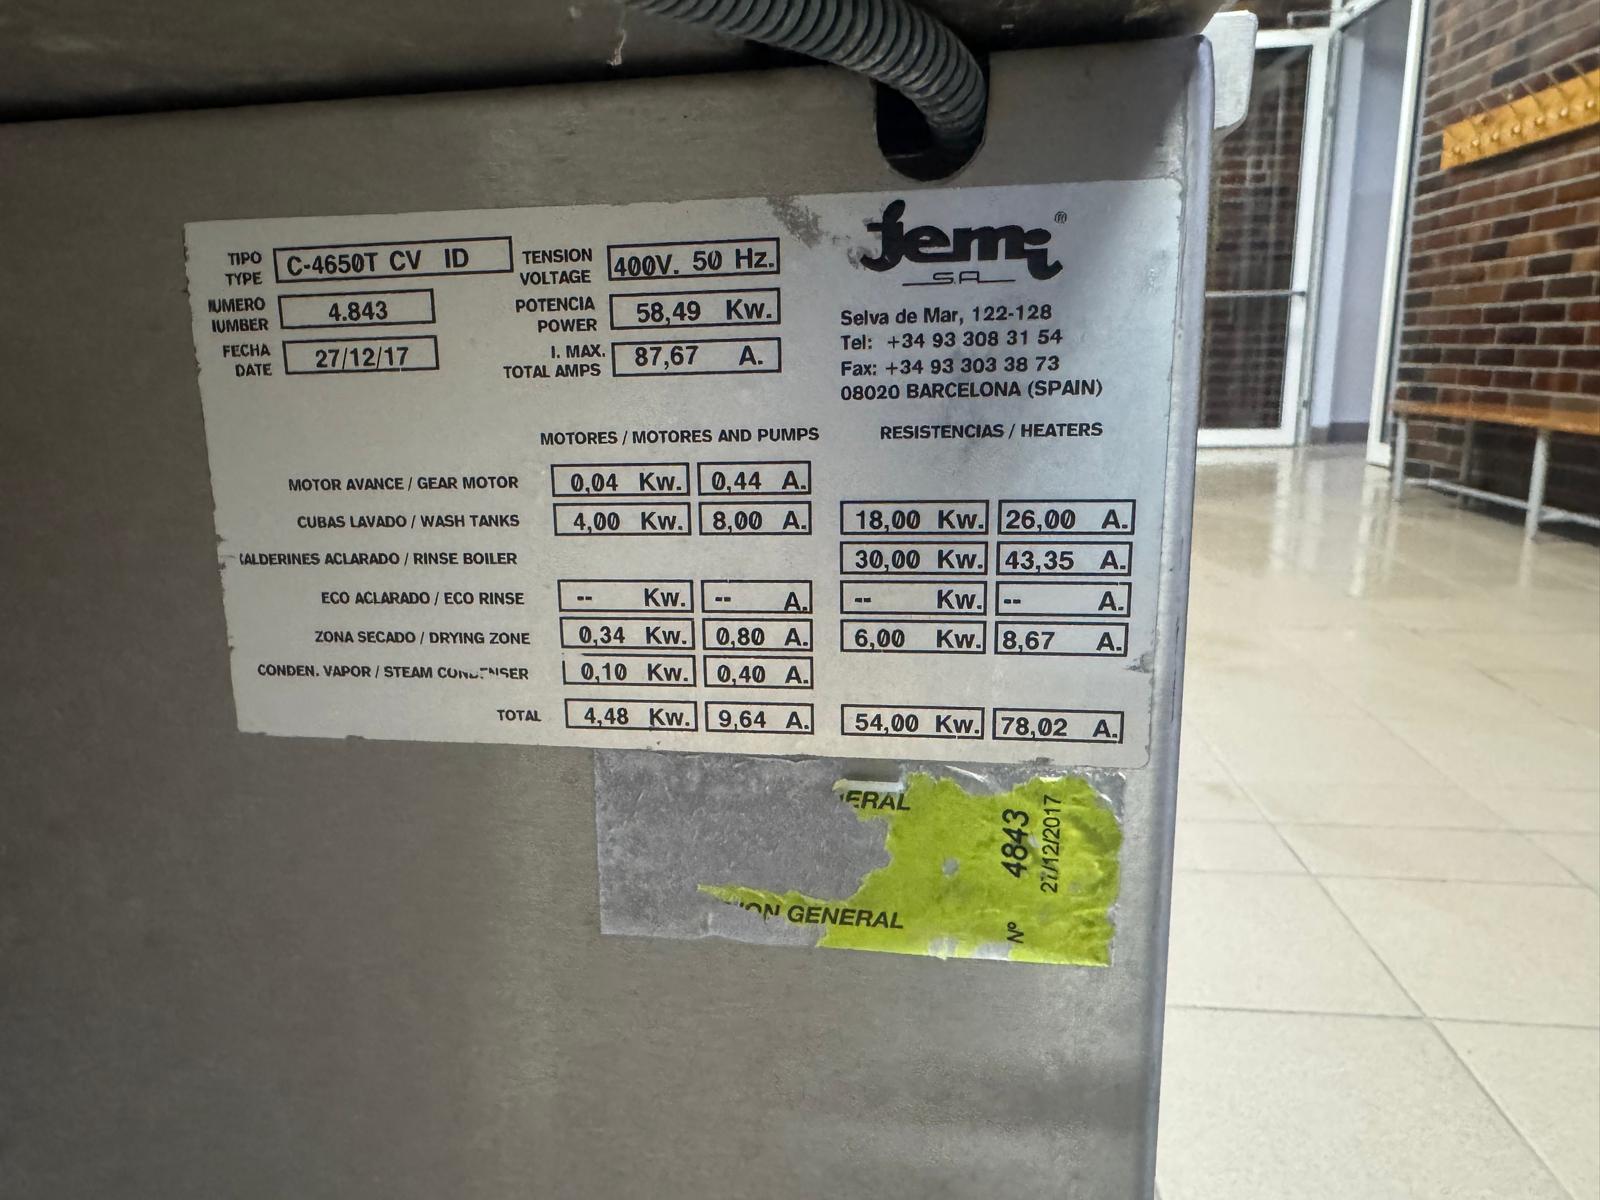 TIPO
TYPE
C-4650T CV ID
TENSION
VOLTAGE
400V. 50 Hz.
NUMERO
NUMBER
4.843
POTENCIA
POWER
58,49 Kw.
FECHA
DATE
27/12/17
I. MAX.
TOTAL AMPS
87,67 A.
Jemi ®
S.A.
Selva de Mar, 122-128
Tel: +34 93 308 31 54
Fax: +34 93 303 38 73
08020 BARCELONA (SPAIN)
MOTORES / MOTORES AND PUMPS RESISTENCIAS / HEATERS
MOTOR AVANCE / GEAR MOTOR 0,04 Kw. 0,44 A.
CUBAS LAVADO / WASH TANKS 4,00 Kw. 8,00 A. 18,00 Kw. 26,00 A.
CALDERINES ACLARADO / RINSE BOILER 30,00 Kw. 43,35 A.
ECO ACLARADO / ECO RINSE -- Kw. -- A. -- Kw. -- A.
ZONA SECADO / DRYING ZONE 0,34 Kw. 0,80 A. 6,00 Kw. 8,67 A.
CONDEN. VAPOR / STEAM CONDENSER 0,10 Kw. 0,40 A.
TOTAL 4,48 Kw. 9,64 A. 54,00 Kw. 78,02 A.
ERAL
ION GENERAL
Nº 4843
27/12/2017